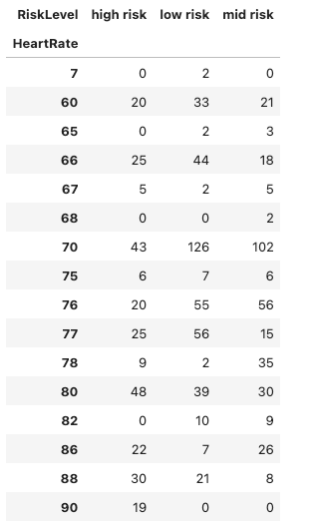 RiskLevel high risk low risk mid risk
HeartRate
7 0 2 0
60 20 33 21
65 0 2 3
66 25 44 18
67 5 2 5
68 0 0 2
70 43 126 102
75 6 7 6
76 20 55 56
77 25 56 15
78 9 2 35
80 48 39 30
82 0 10 9
86 22 7 26
88 30 21 8
90 19 0 0